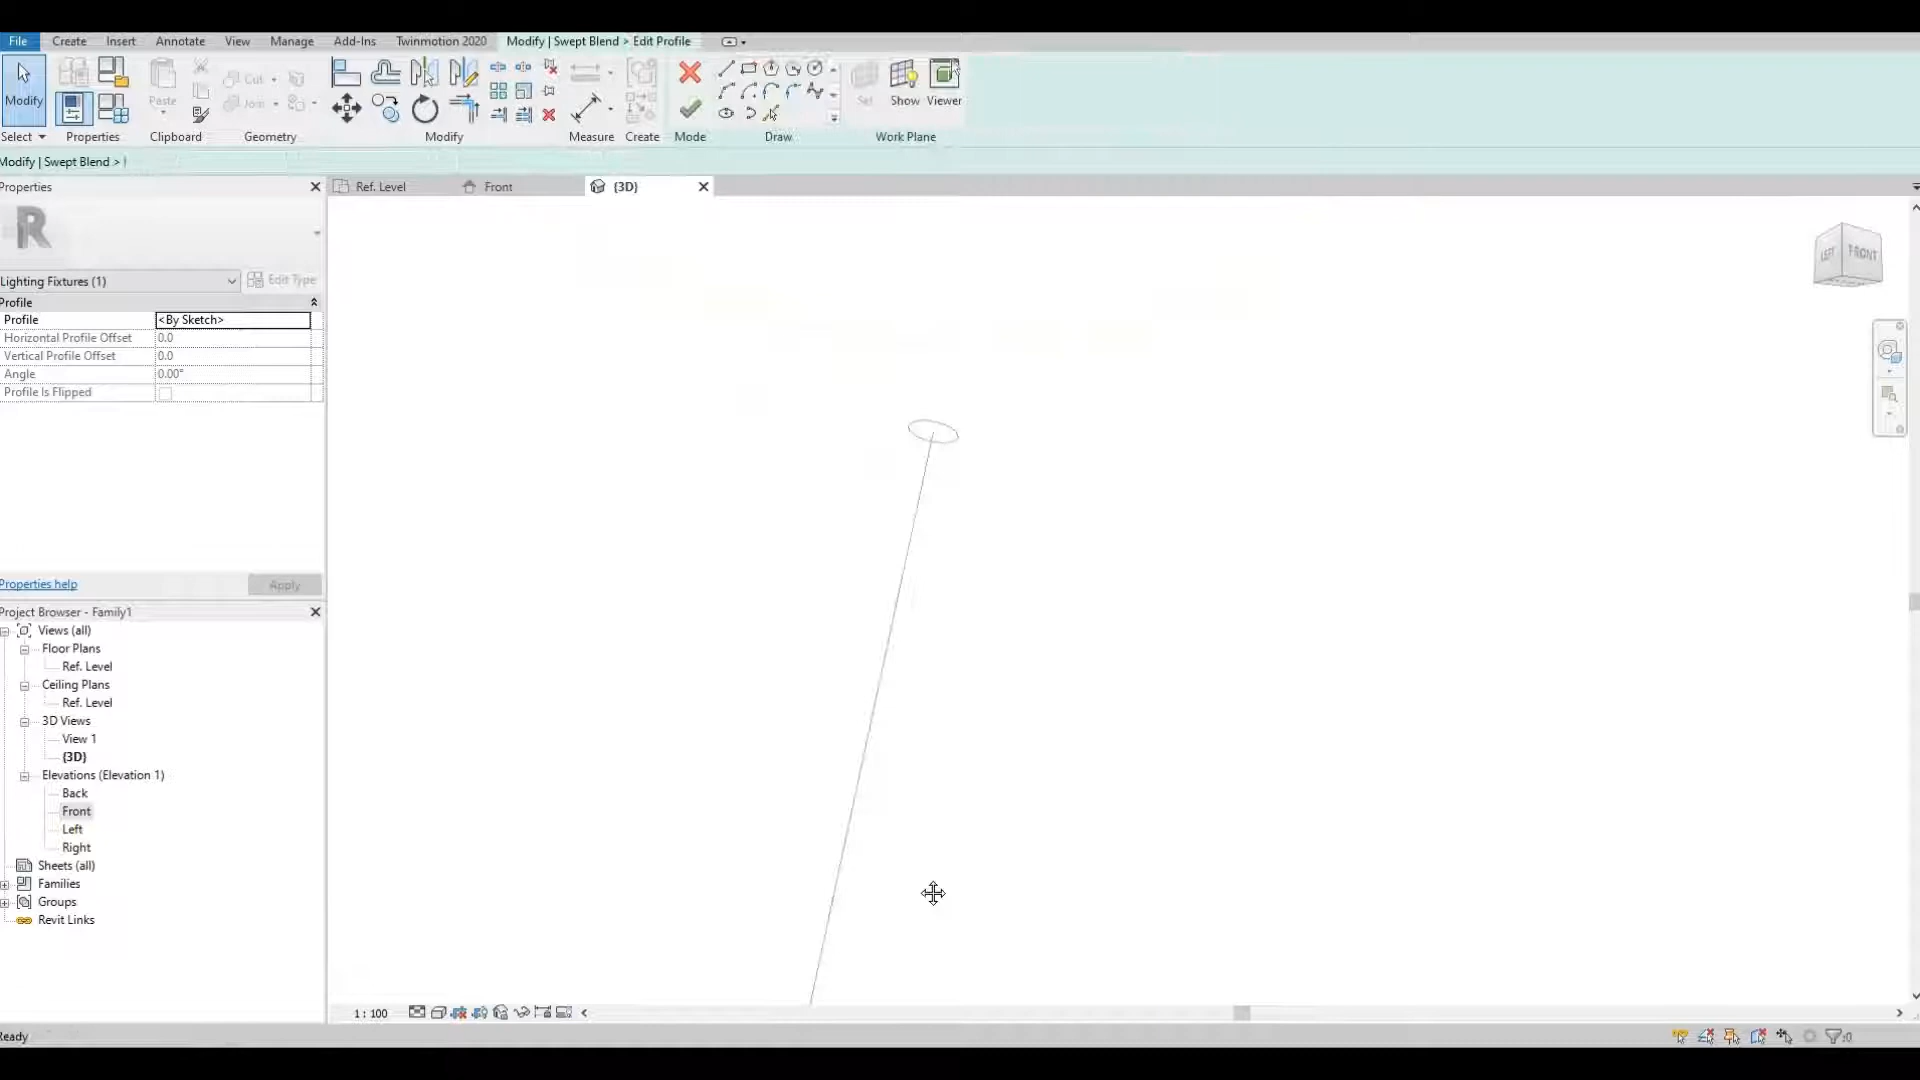 File Create Insert Annotate View Manage Add-Ins Twinmotion 2020 Modify | Swept Blend > Edit Profile
Modify Paste Cut Join Set Show Viewer
Select Properties Clipboard Geometry Modify Measure Create Mode Draw Work Plane
Modify | Swept Blend >
Properties
Ref. Level
Front
{3D}
LEFT
FRONT
R
Lighting Fixtures (1)
Edit Type
Profile
Profile <By Sketch>
Horizontal Profile Offset 0.0
Vertical Profile Offset 0.0
Angle 0.00°
Profile Is Flipped
Properties help
Apply
Project Browser - Family1
Views (all)
Floor Plans
Ref. Level
Ceiling Plans
Ref. Level
3D Views
View 1
{3D}
Elevations (Elevation 1)
Back
Front
Left
Right
Sheets (all)
Families
Groups
Revit Links
1 : 100
Ready
:0